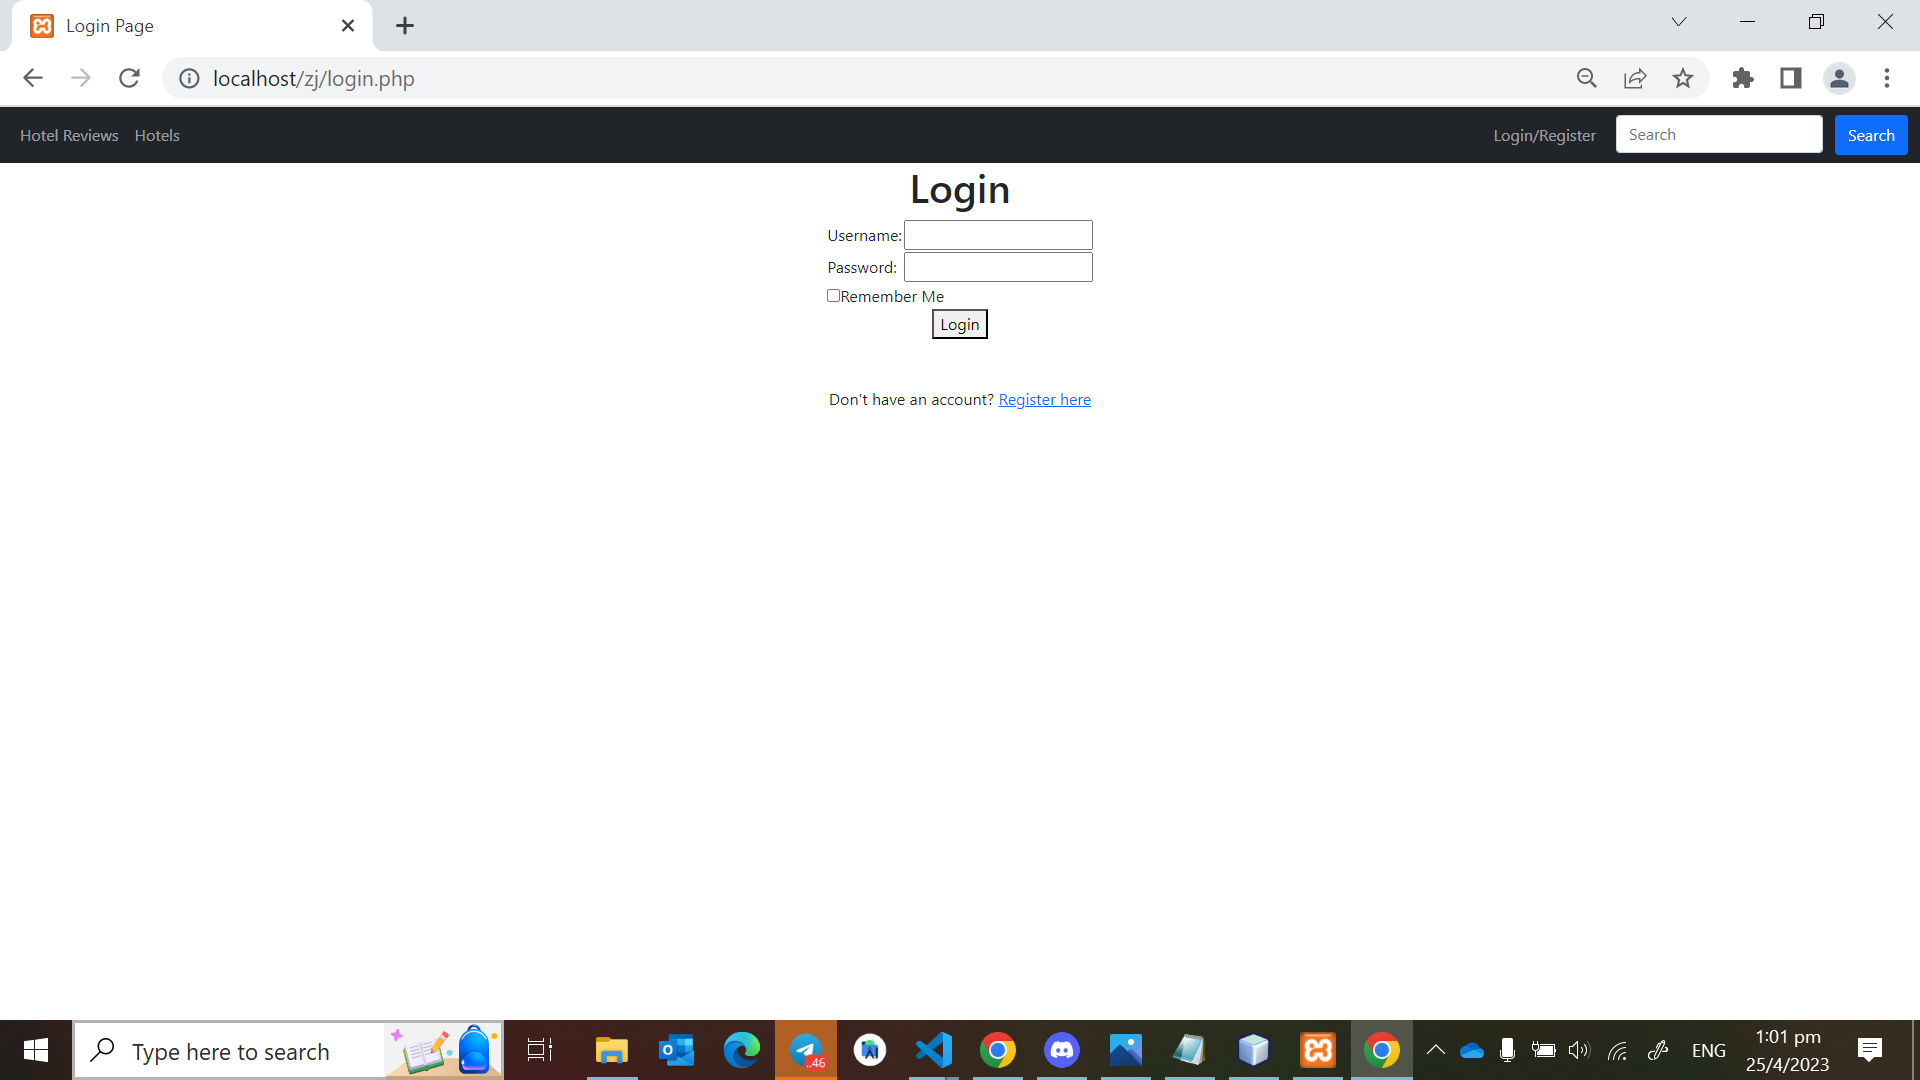 Login Page
localhost/zj/login.php
Hotel Reviews Hotels Login/Register Search Search
Login
Username:
Password:
Remember Me
Login
Don't have an account? Register here
Type here to search
..46
ENG
1:01 pm
25/4/2023